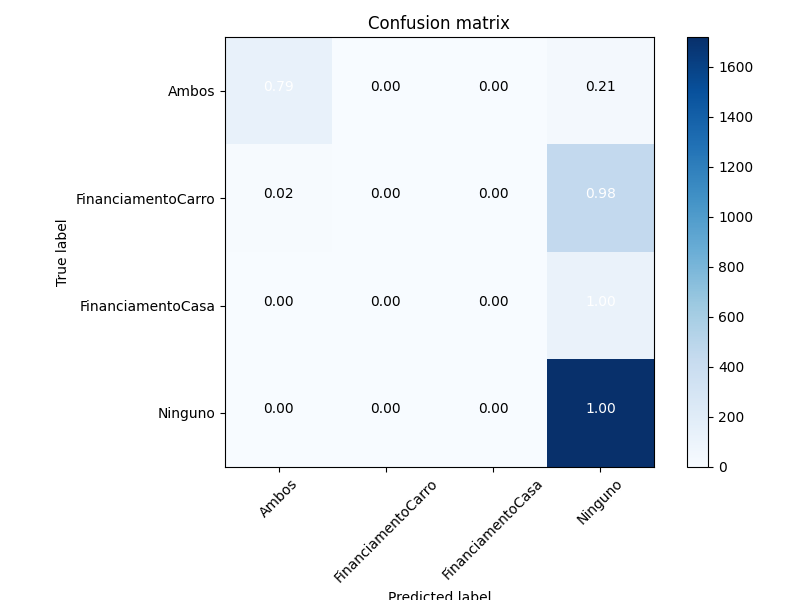 Confusion matrix
Ambos 0.79 0.00 0.00 0.21
FinanciamentoCarro 0.02 0.00 0.00 0.98
FinanciamentoCasa 0.00 0.00 0.00 1.00
Ninguno 0.00 0.00 0.00 1.00
True label
Ambos FinanciamentoCarro FinanciamentoCasa Ninguno
Predicted label
1600
1400
1200
1000
800
600
400
200
0